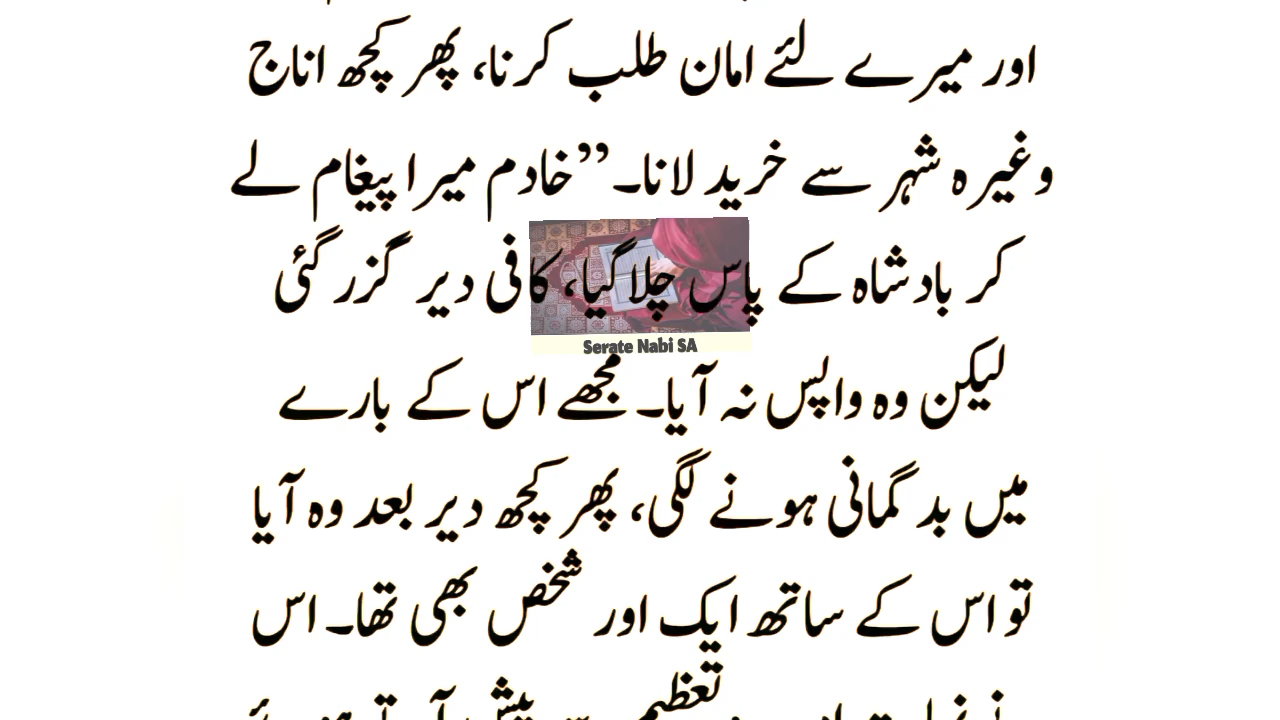 اور میرے لئے امان طلب کرنا، پھر کچھ اناج
وغیرہ شہر سے خرید لانا۔’’خادم میرا پیغام لے
کر بادشاہ کے پاس چلاگیا، کافی دیر گزر گئی
Serate Nabi SA
لیکن وہ واپس نہ آیا۔ مجھے اس کے بارے
میں بدگمانی ہونے لگی، پھر کچھ دیر بعد وہ آیا
تو اس کے ساتھ ایک اور شخص بھی تھا۔ اس
تعظیم